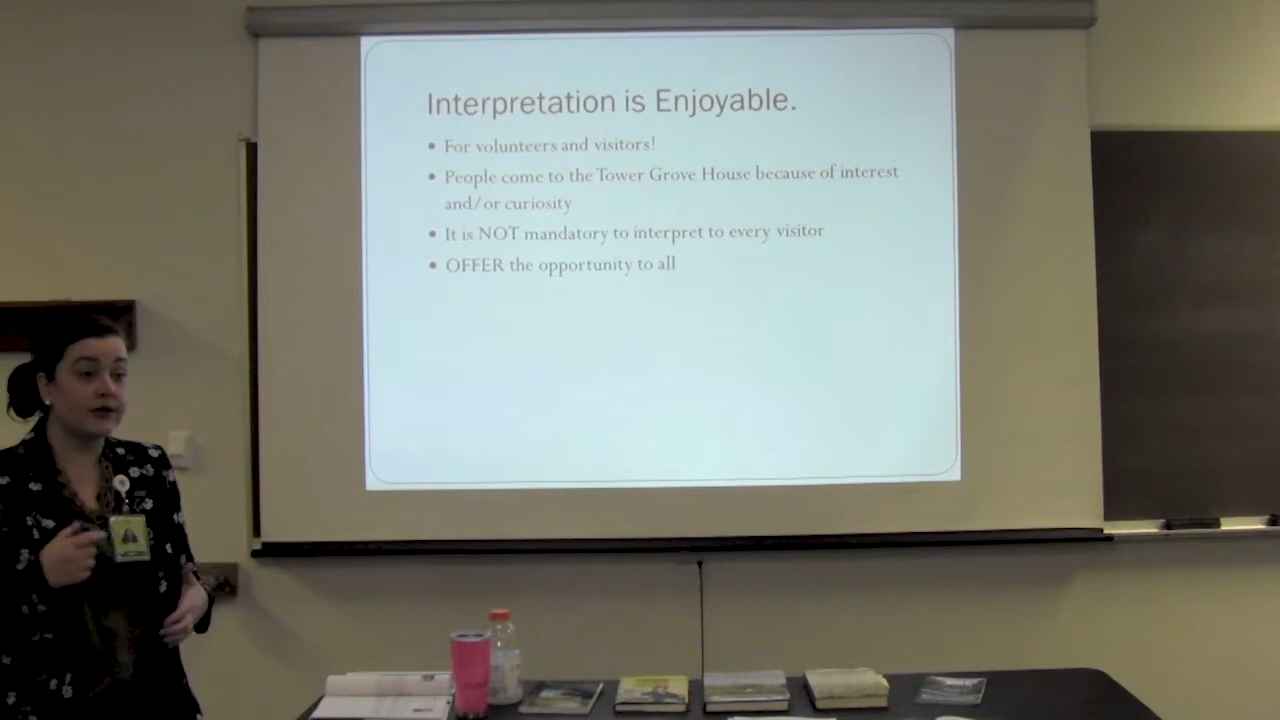 Interpretation is Enjoyable.
• For volunteers and visitors!
• People come to the Tower Grove House because of interest
and/or curiosity
• It is NOT mandatory to interpret to every visitor
• OFFER the opportunity to all